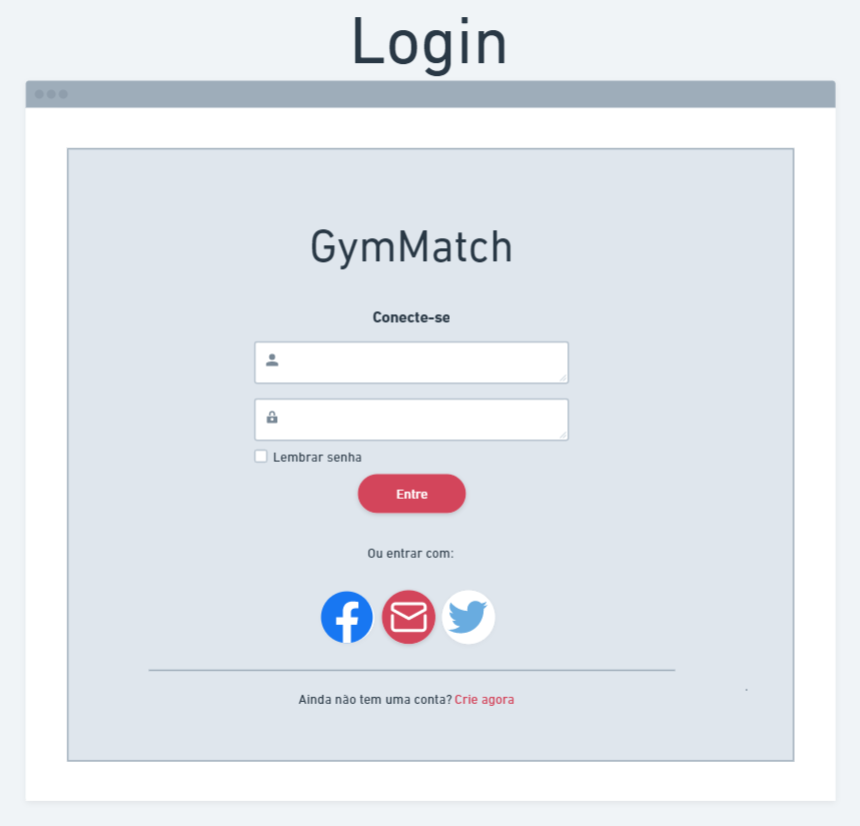 Login
GymMatch
Conecte-se
Lembrar senha
Entre
Ou entrar com:
Ainda não tem uma conta? Crie agora